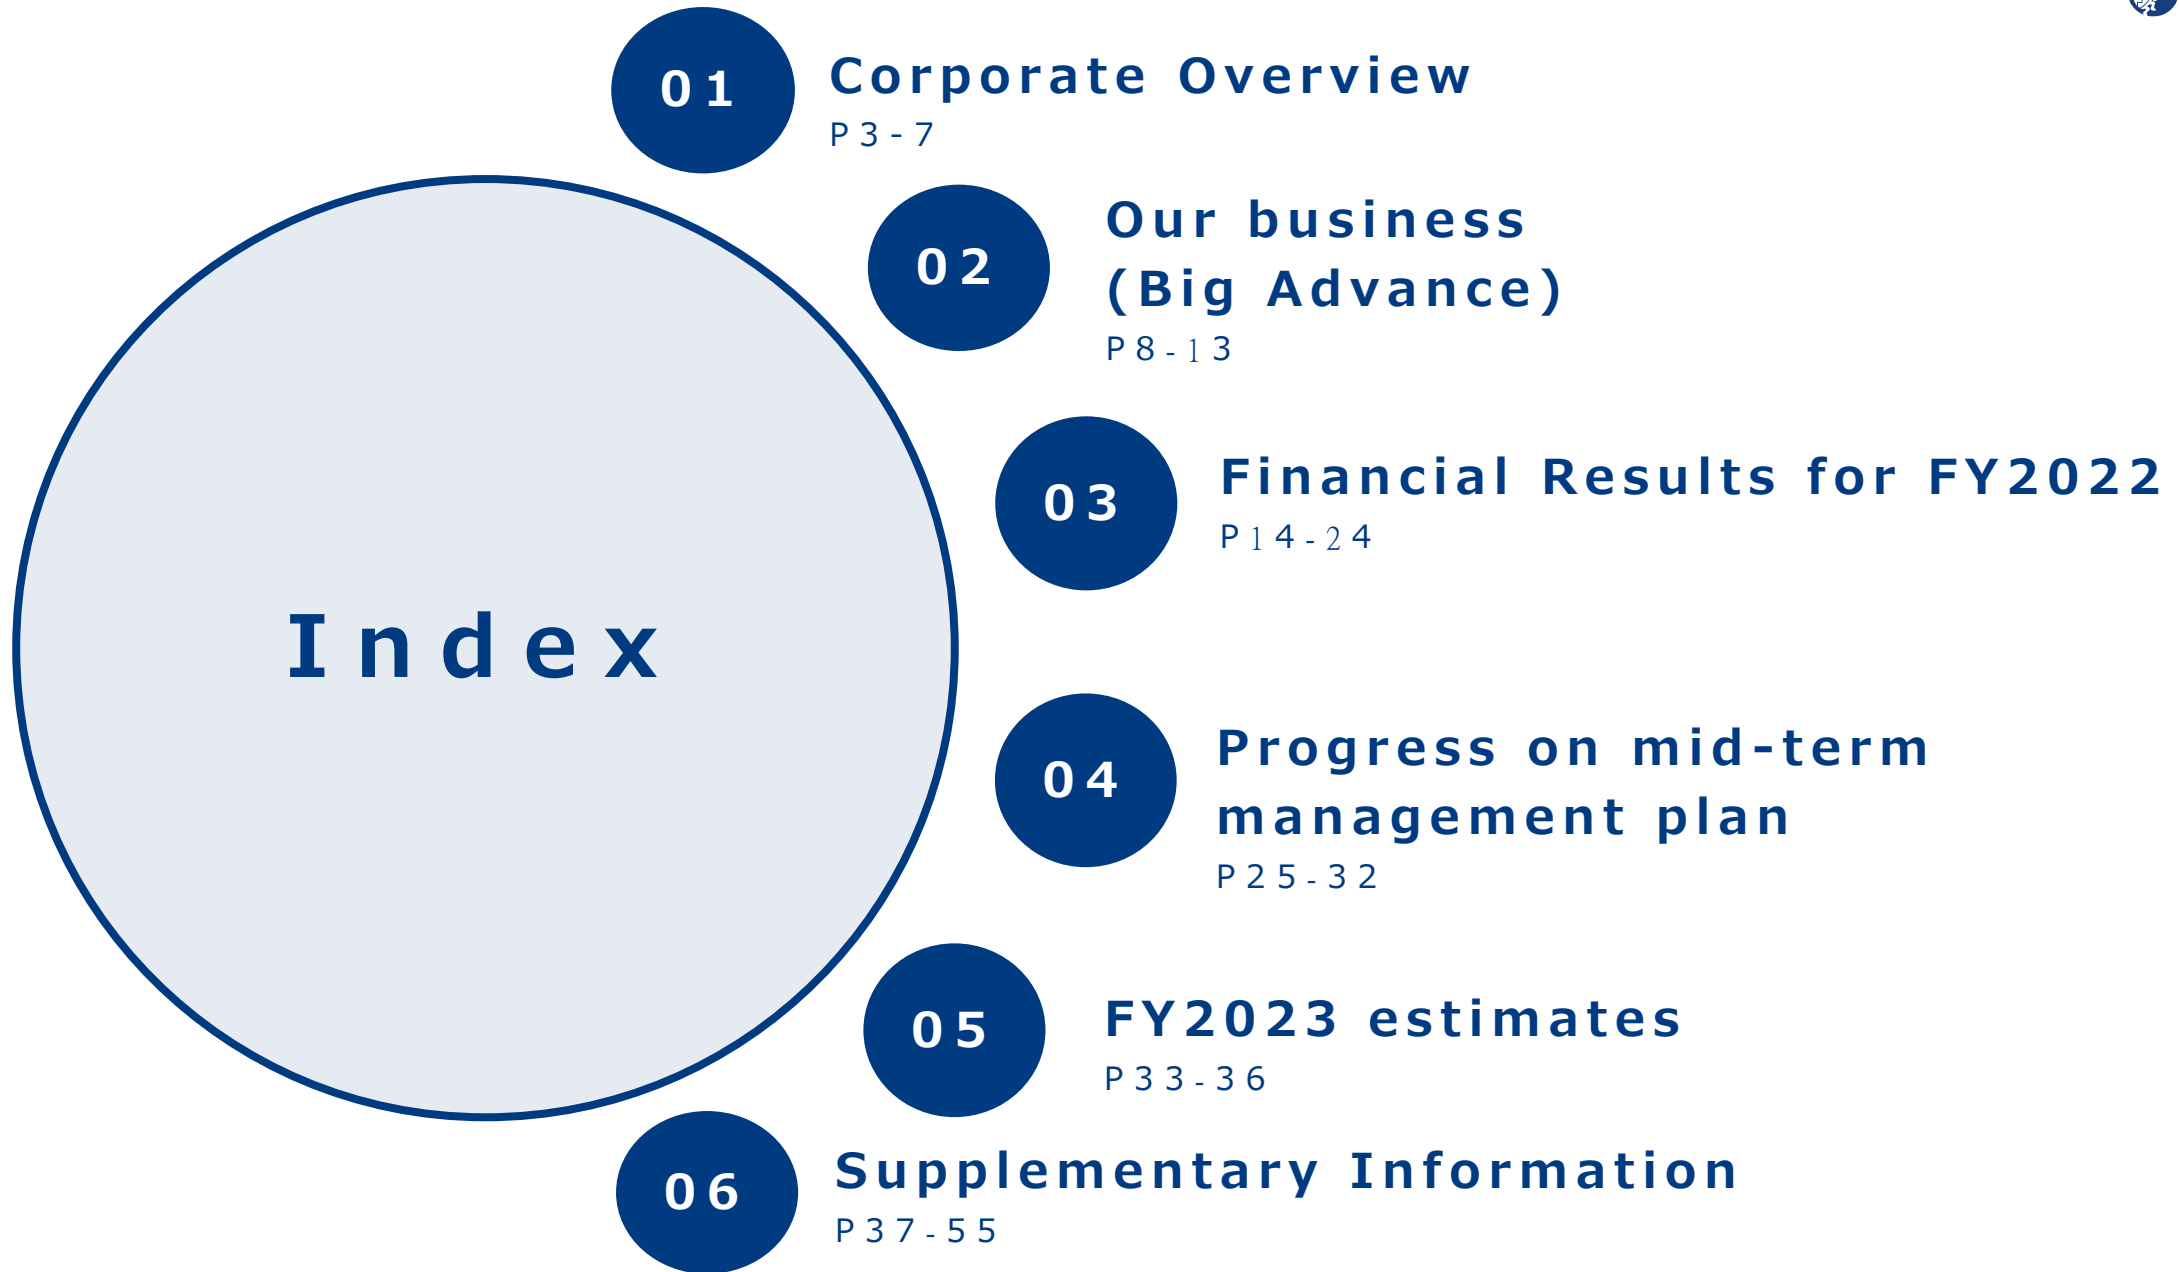 Index
01
Corporate Overview
P3-7
02
Our business
(Big Advance)
P8-13
03
Financial Results for FY2022
P14-24
04
Progress on mid-term
management plan
P25-32
05
FY2023 estimates
P33-36
06
Supplementary Information
P37-55